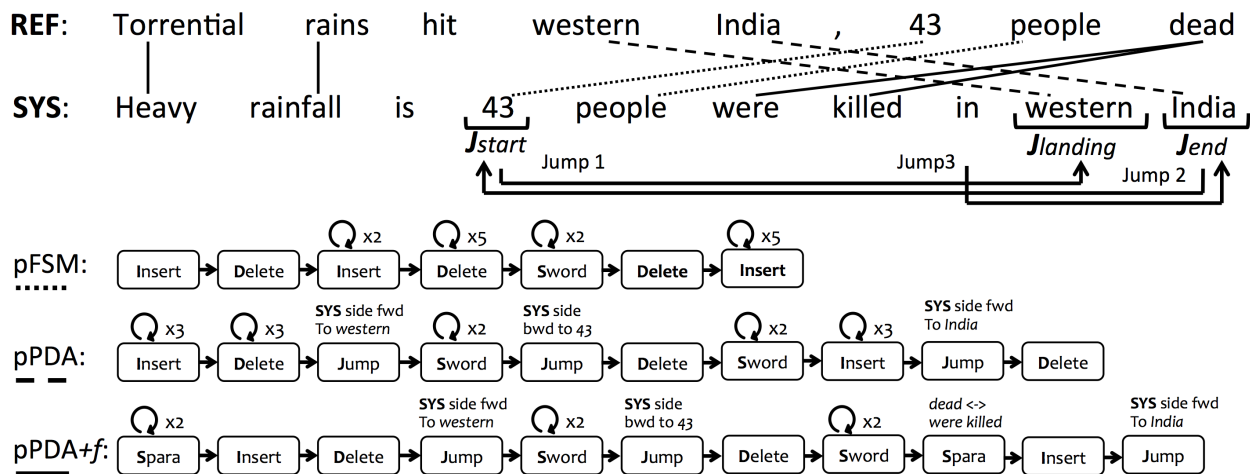 REF: Torrential rains hit western India , 43 people dead
SYS: Heavy rainfall is 43 people were killed in western India
Jstart Jlanding Jend
Jump 1 Jump3 Jump 2
x2 x5 x2 x5
pFSM: Insert Delete Insert Delete Sword Delete Insert
SYS side fwd SYS side SYS side fwd
To western bwd to 43 To India
x3 x3 x2 x2 x3
pPDA: Insert Delete Jump Sword Jump Delete Sword Insert Jump Delete
SYS side fwd SYS side dead <-> SYS side fwd
To western bwd to 43 were killed To India
x2 x2 x2
pPDA+f: Spara Insert Delete Jump Sword Jump Delete Sword Spara Insert Jump